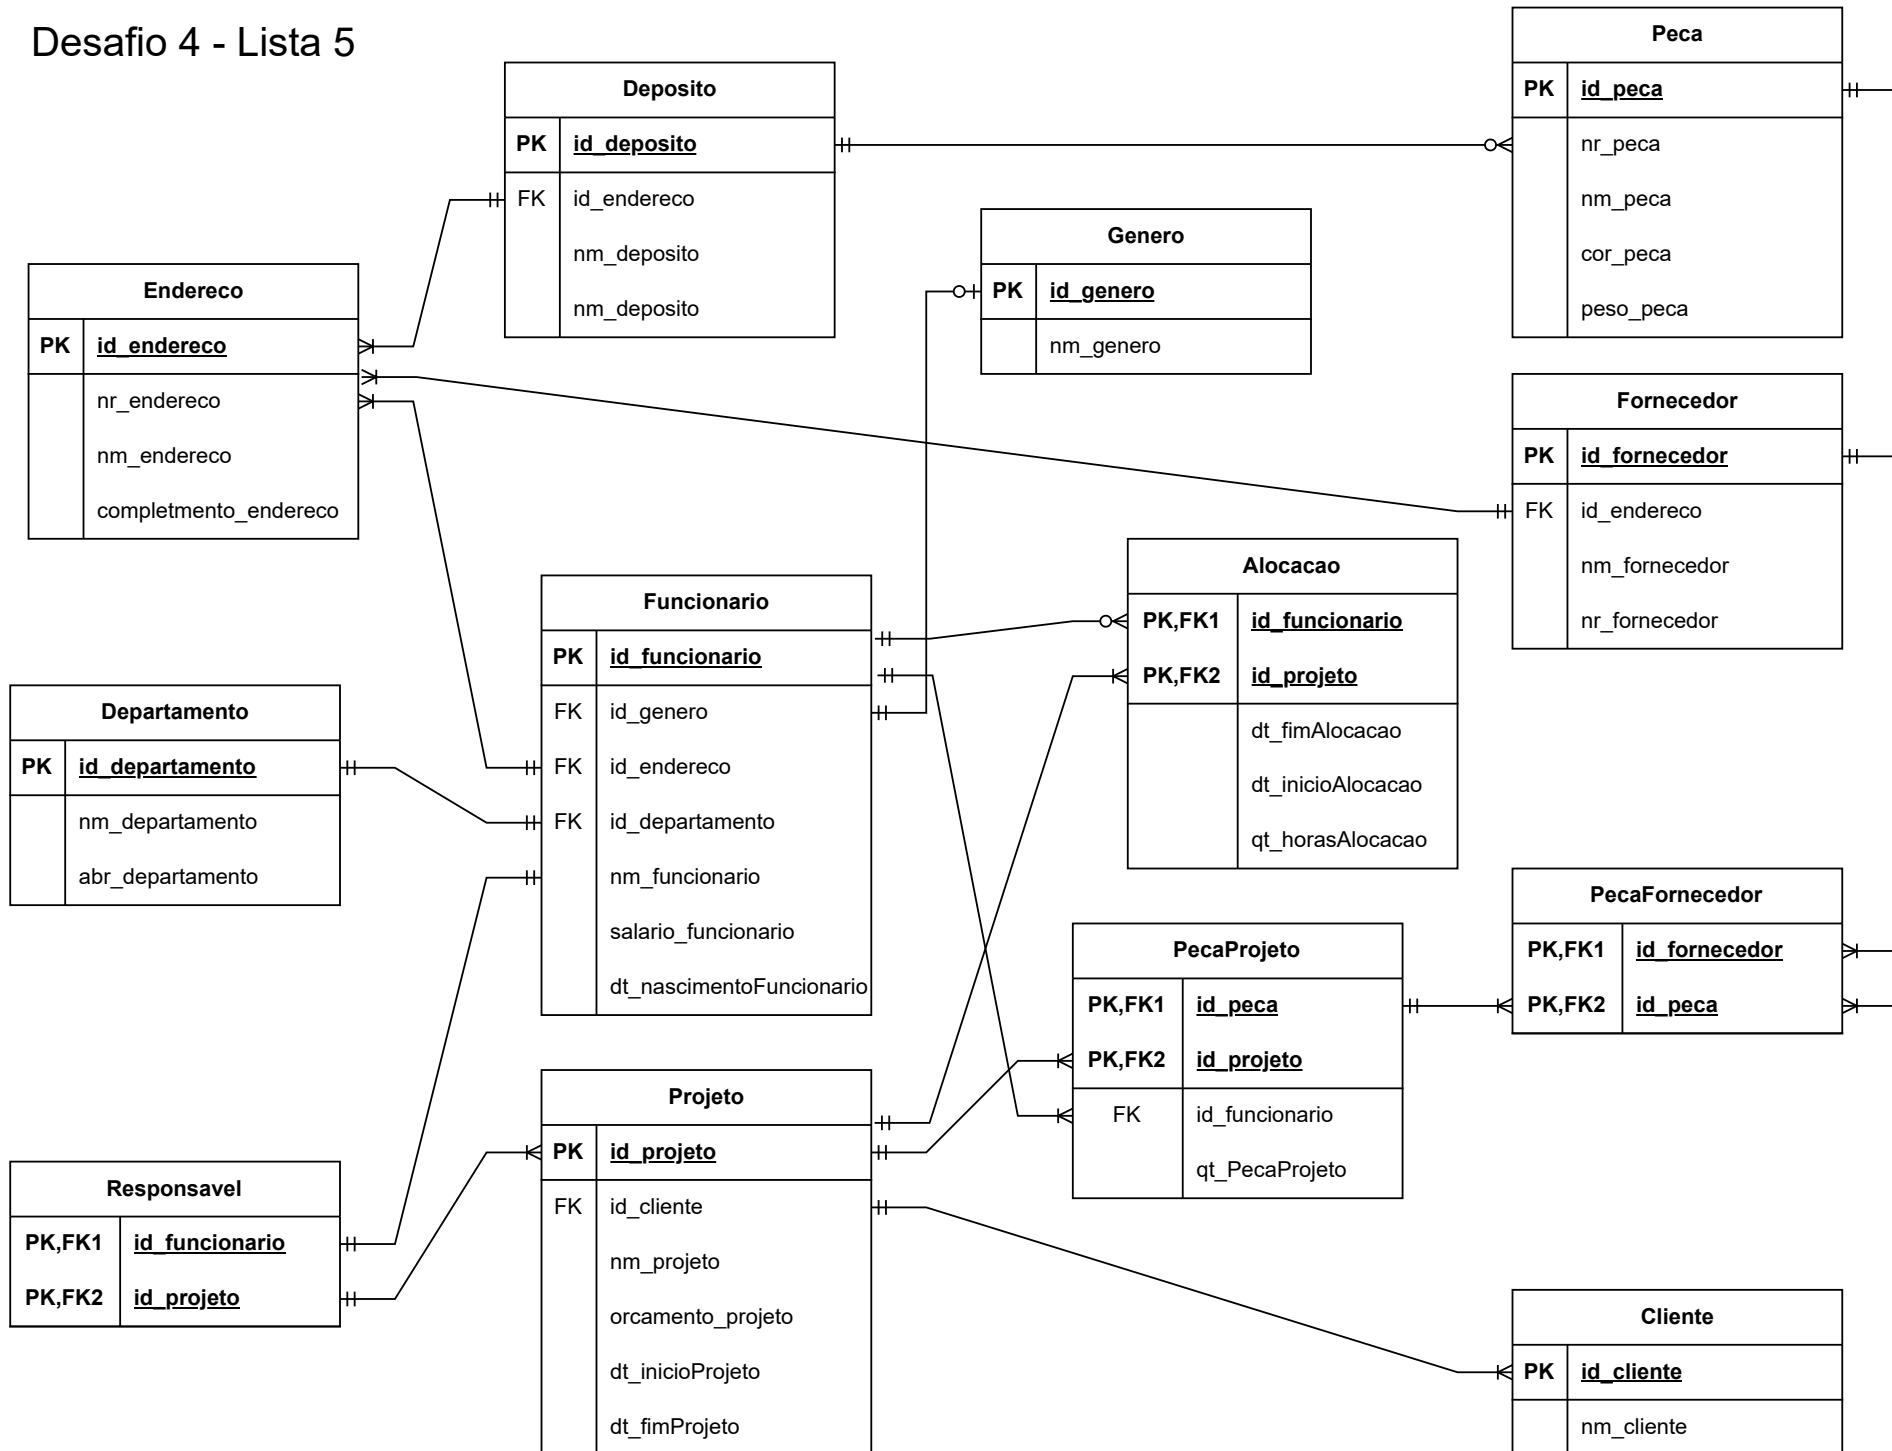 Desafio 4 - Lista 5
Deposito
PK id_deposito
FK id_endereco
nm_deposito
nm_deposito
Peca
PK id_peca
nr_peca
nm_peca
cor_peca
peso_peca
Genero
PK id_genero
nm_genero
Endereco
PK id_endereco
nr_endereco
nm_endereco
completmento_endereco
Fornecedor
PK id_fornecedor
FK id_endereco
nm_fornecedor
nr_fornecedor
Alocacao
PK,FK1 id_funcionario
PK,FK2 id_projeto
dt_fimAlocacao
dt_inicioAlocacao
qt_horasAlocacao
Funcionario
PK id_funcionario
FK id_genero
FK id_endereco
FK id_departamento
nm_funcionario
salario_funcionario
dt_nascimentoFuncionario
Departamento
PK id_departamento
nm_departamento
abr_departamento
PecaFornecedor
PK,FK1 id_fornecedor
PK,FK2 id_peca
PecaProjeto
PK,FK1 id_peca
PK,FK2 id_projeto
FK id_funcionario
qt_PecaProjeto
Projeto
PK id_projeto
FK id_cliente
nm_projeto
orcamento_projeto
dt_inicioProjeto
dt_fimProjeto
Responsavel
PK,FK1 id_funcionario
PK,FK2 id_projeto
Cliente
PK id_cliente
nm_cliente